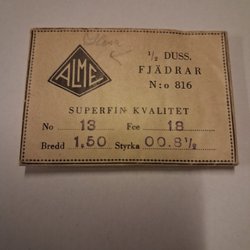 ½ DUSS.
FJÄDRAR
N:o 816
ALME
SUPERFIN KVALITET
No 13 Fce 18
Bredd 1.50 Styrka 00.8½